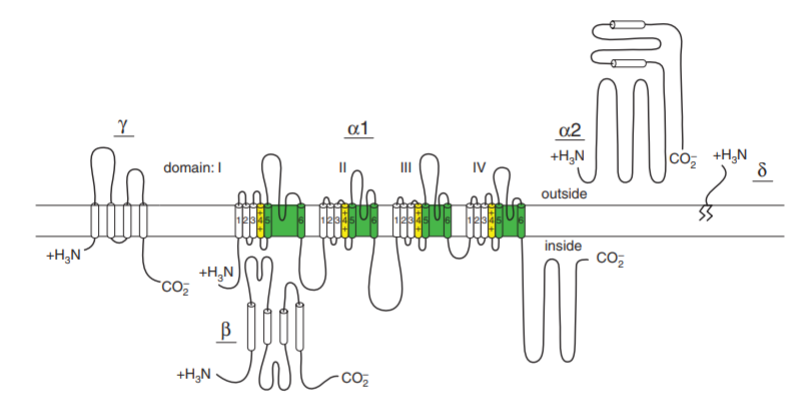 γ
α1
α2
+H₃N
CO₂⁻
+H₃N
δ
domain: I
II
III
IV
outside
1 2 3 4 5 6
1 2 3 4 5 6
1 2 3 4 5 6
1 2 3 4 5 6
+ + +
+ + +
+ + +
+ + +
inside
+H₃N
CO₂⁻
+H₃N
CO₂⁻
β
+H₃N
CO₂⁻